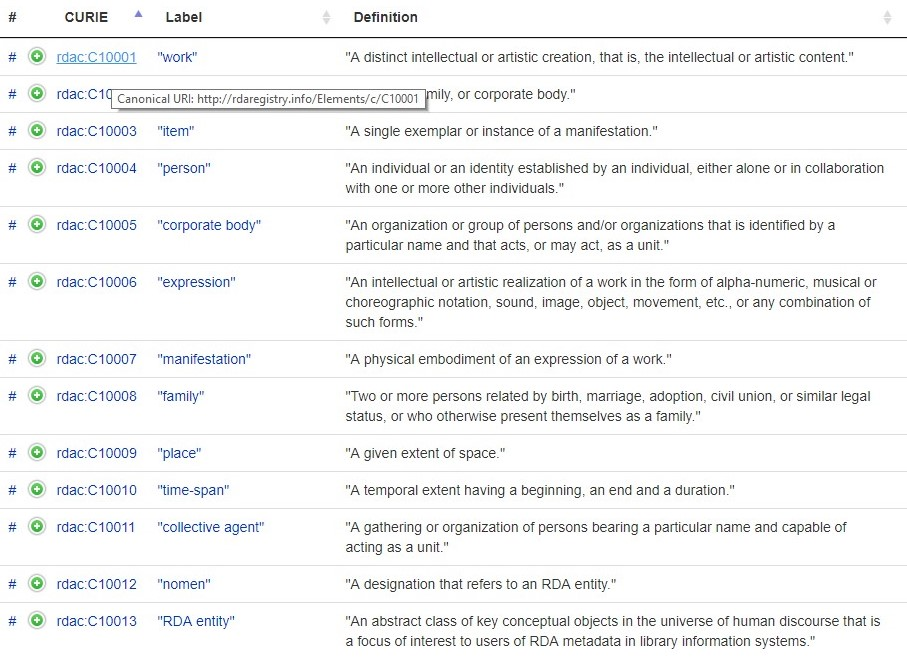 # CURIE Label Definition
# rdac:C10001 "work" "A distinct intellectual or artistic creation, that is, the intellectual or artistic content."
# rdac:C10 mily, or corporate body."
Canonical URI: http://rdaregistry.info/Elements/c/C10001
# rdac:C10003 "item" "A single exemplar or instance of a manifestation."
# rdac:C10004 "person" "An individual or an identity established by an individual, either alone or in collaboration
with one or more other individuals."
# rdac:C10005 "corporate body" "An organization or group of persons and/or organizations that is identified by a
particular name and that acts, or may act, as a unit."
# rdac:C10006 "expression" "An intellectual or artistic realization of a work in the form of alpha-numeric, musical or
choreographic notation, sound, image, object, movement, etc., or any combination of
such forms."
# rdac:C10007 "manifestation" "A physical embodiment of an expression of a work."
# rdac:C10008 "family" "Two or more persons related by birth, marriage, adoption, civil union, or similar legal
status, or who otherwise present themselves as a family."
# rdac:C10009 "place" "A given extent of space."
# rdac:C10010 "time-span" "A temporal extent having a beginning, an end and a duration."
# rdac:C10011 "collective agent" "A gathering or organization of persons bearing a particular name and capable of
acting as a unit."
# rdac:C10012 "nomen" "A designation that refers to an RDA entity."
# rdac:C10013 "RDA entity" "An abstract class of key conceptual objects in the universe of human discourse that is
a focus of interest to users of RDA metadata in library information systems."